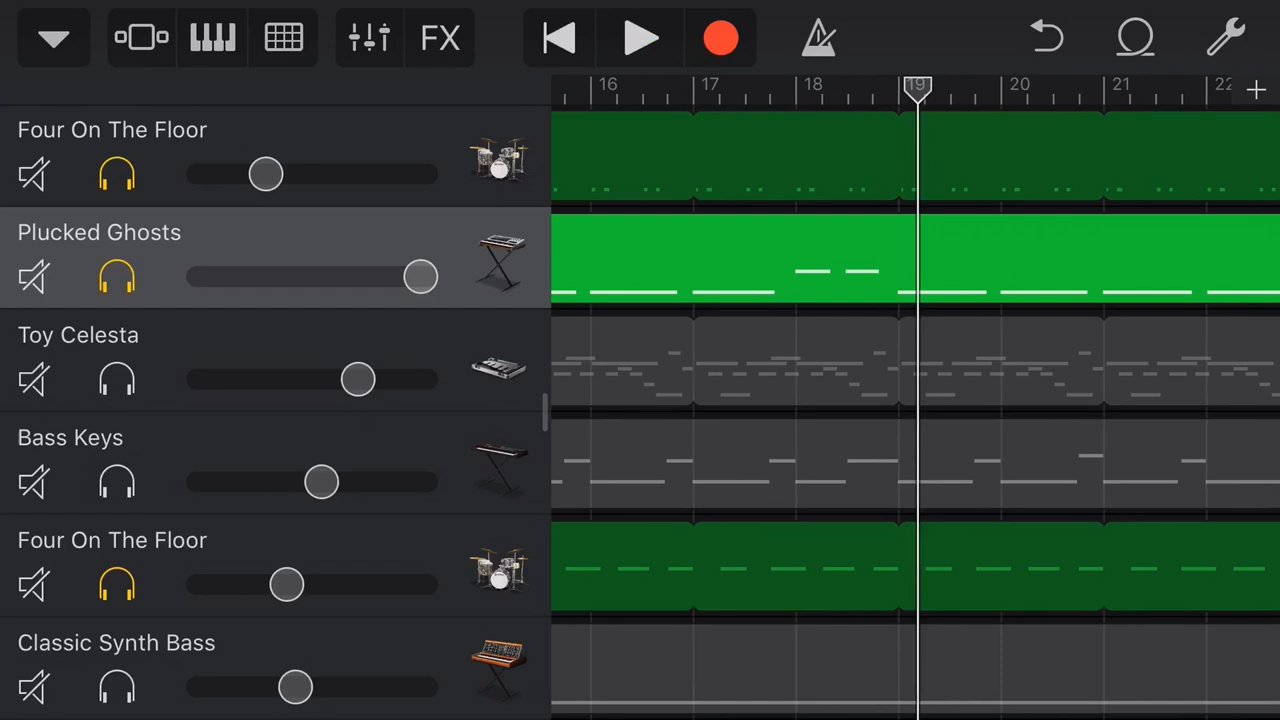 FX
16 17 18 19 20 21 22
Four On The Floor
Plucked Ghosts
Toy Celesta
Bass Keys
Four On The Floor
Classic Synth Bass